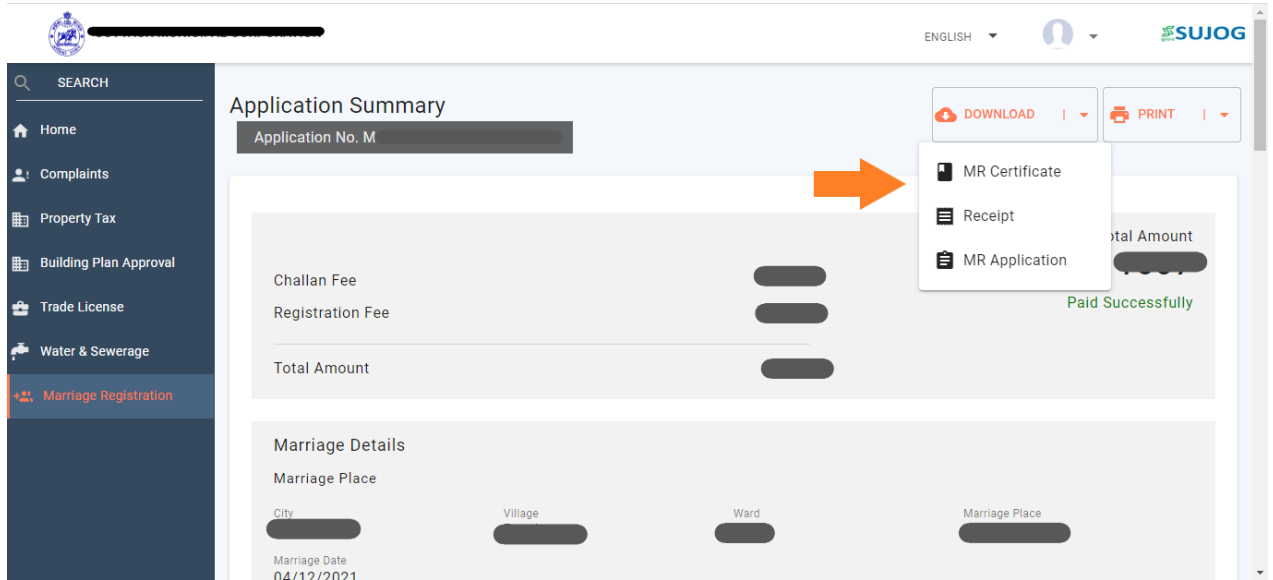 ENGLISH
SUJOG
SEARCH
Home
Complaints
Property Tax
Building Plan Approval
Trade License
Water & Sewerage
Marriage Registration
Application Summary
Application No. M
DOWNLOAD
PRINT
MR Certificate
Receipt
MR Application
Total Amount
Paid Successfully
Challan Fee
Registration Fee
Total Amount
Marriage Details
Marriage Place
City Village Ward Marriage Place
Marriage Date
04/12/2021